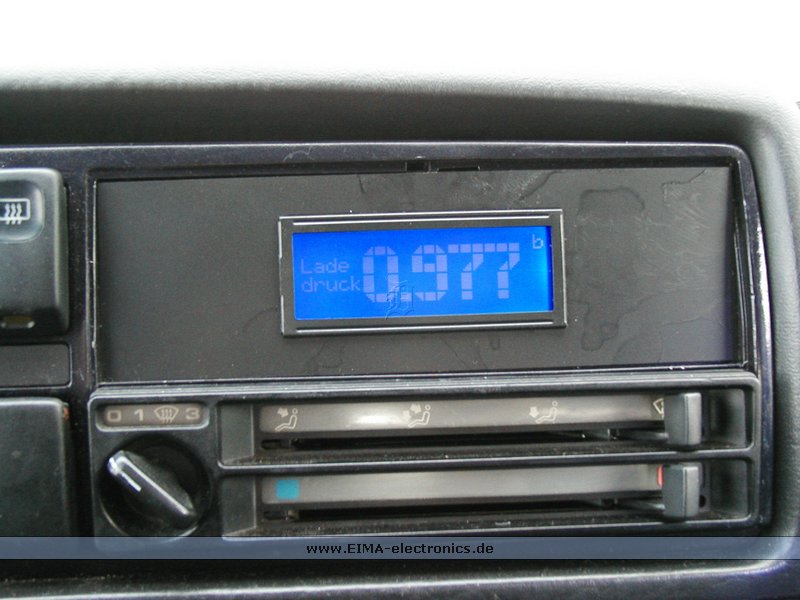 Lade 0.977 b
druck
0 1 3
www.EIMA-electronics.de